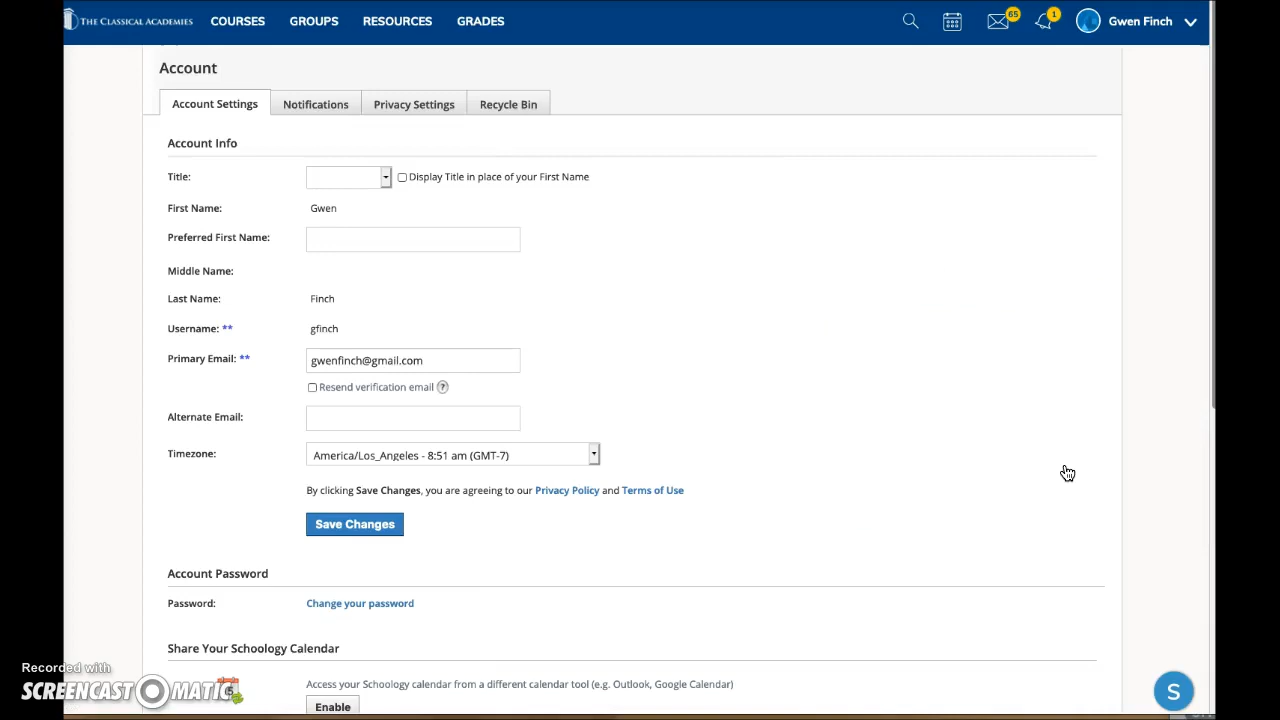 THE CLASSICAL ACADEMIES COURSES GROUPS RESOURCES GRADES 65 1 Gwen Finch
Account
Account Settings Notifications Privacy Settings Recycle Bin
Account Info
Title: Display Title in place of your First Name
First Name: Gwen
Preferred First Name:
Middle Name:
Last Name: Finch
Username: ** gfinch
Primary Email: ** gwenfinch@gmail.com
Resend verification email ?
Alternate Email:
Timezone: America/Los_Angeles - 8:51 am (GMT-7)
By clicking Save Changes, you are agreeing to our Privacy Policy and Terms of Use
Save Changes
Account Password
Password: Change your password
Share Your Schoology Calendar
Access your Schoology calendar from a different calendar tool (e.g. Outlook, Google Calendar)
Enable
Recorded with
SCREENCAST-O-MATIC
S